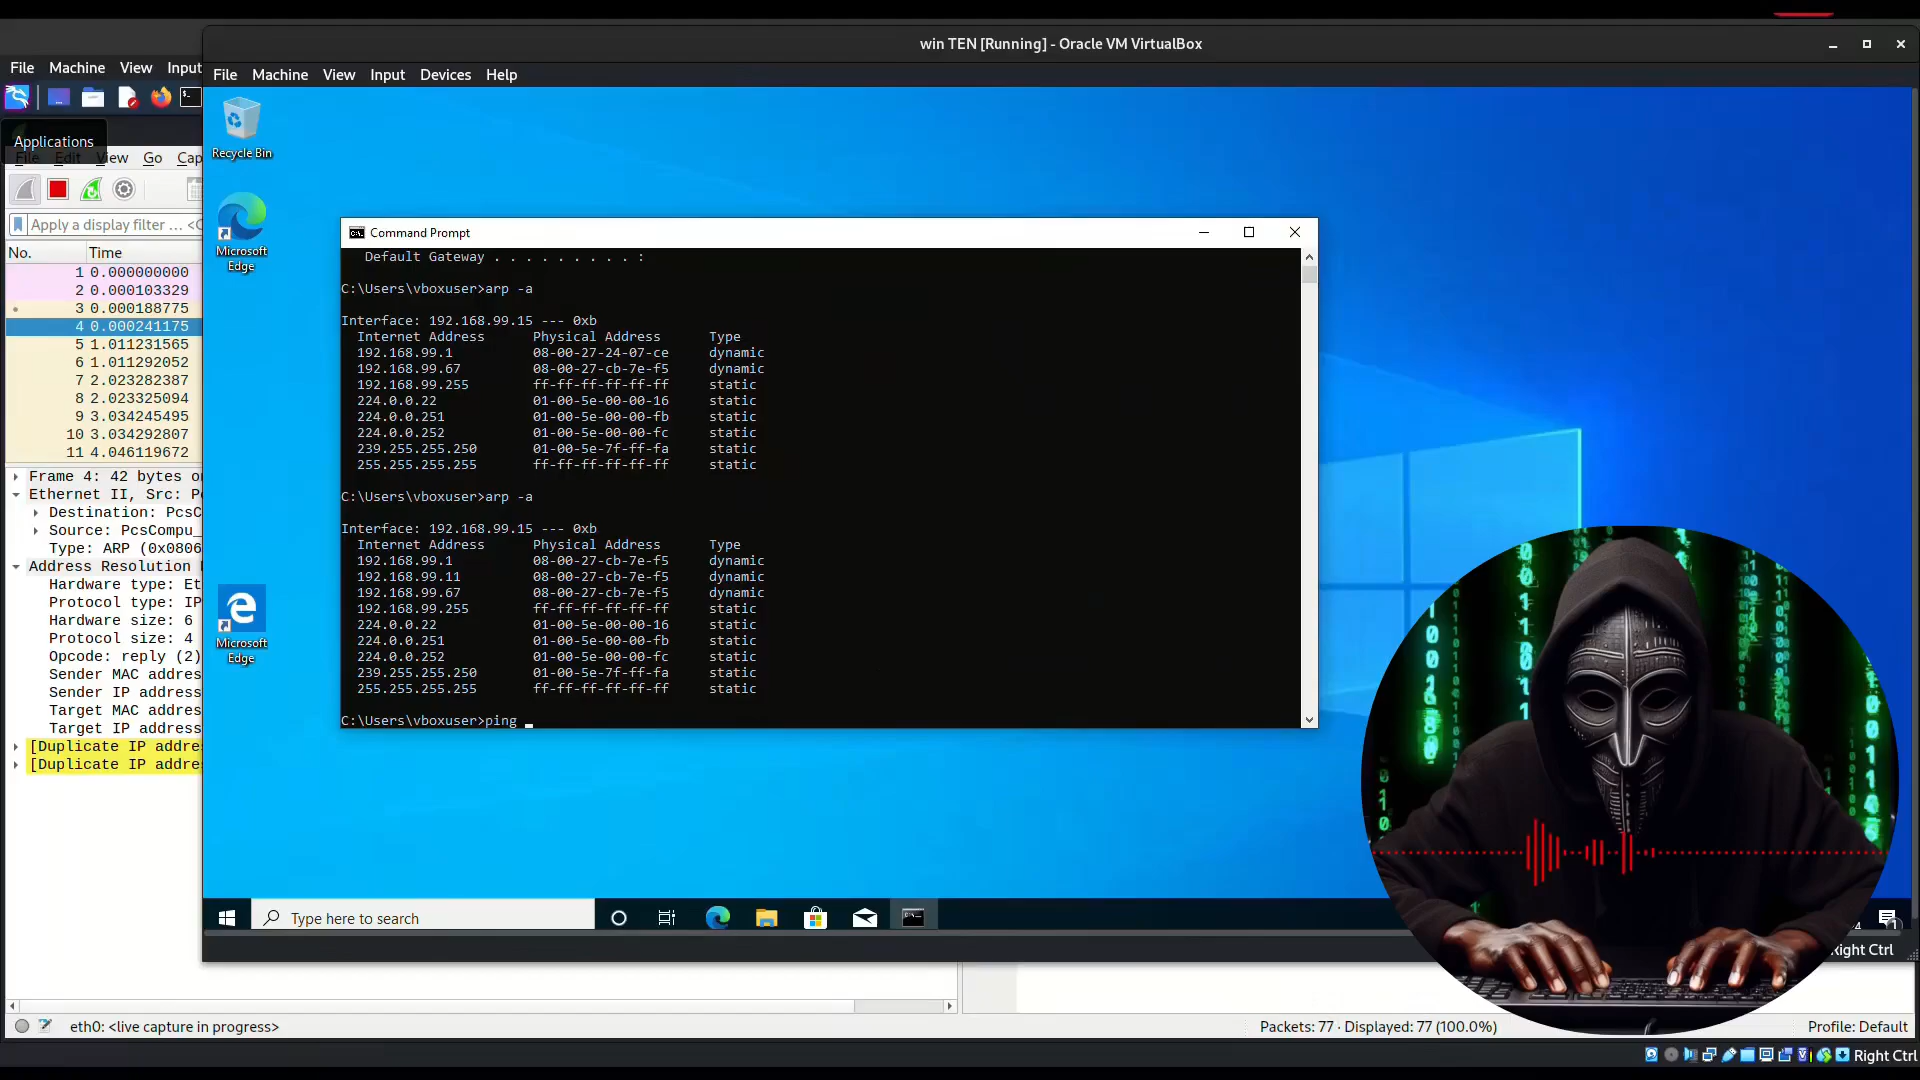 win TEN [Running] - Oracle VM VirtualBox
File Machine View Input
File Machine View Input Devices Help
Applications
File Edit View Go Cap
Apply a display filter ... <C
No. Time
1 0.000000000
2 0.000103329
3 0.000188775
4 0.000241175
5 1.011231565
6 1.011292052
7 2.023282387
8 2.023325094
9 3.034245495
10 3.034292807
11 4.046119672
Frame 4: 42 bytes o
Ethernet II, Src: P
Destination: PcsC
Source: PcsCompu_
Type: ARP (0x0806
Address Resolution
Hardware type: Et
Protocol type: IP
Hardware size: 6
Protocol size: 4
Opcode: reply (2)
Sender MAC addres
Sender IP address
Target MAC addres
Target IP address
[Duplicate IP addre
[Duplicate IP addre
Recycle Bin
Microsoft
Edge
Microsoft
Edge
Command Prompt
Default Gateway . . . . . . . . . :
C:\Users\vboxuser>arp -a
Interface: 192.168.99.15 --- 0xb
Internet Address Physical Address Type
192.168.99.1 08-00-27-24-07-ce dynamic
192.168.99.67 08-00-27-cb-7e-f5 dynamic
192.168.99.255 ff-ff-ff-ff-ff-ff static
224.0.0.22 01-00-5e-00-00-16 static
224.0.0.251 01-00-5e-00-00-fb static
224.0.0.252 01-00-5e-00-00-fc static
239.255.255.250 01-00-5e-7f-ff-fa static
255.255.255.255 ff-ff-ff-ff-ff-ff static
C:\Users\vboxuser>arp -a
Interface: 192.168.99.15 --- 0xb
Internet Address Physical Address Type
192.168.99.1 08-00-27-cb-7e-f5 dynamic
192.168.99.11 08-00-27-cb-7e-f5 dynamic
192.168.99.67 08-00-27-cb-7e-f5 dynamic
192.168.99.255 ff-ff-ff-ff-ff-ff static
224.0.0.22 01-00-5e-00-00-16 static
224.0.0.251 01-00-5e-00-00-fb static
224.0.0.252 01-00-5e-00-00-fc static
239.255.255.250 01-00-5e-7f-ff-fa static
255.255.255.255 ff-ff-ff-ff-ff-ff static
C:\Users\vboxuser>ping _
Type here to search
Right Ctrl
eth0: <live capture in progress>
Packets: 77 · Displayed: 77 (100.0%)
Profile: Default
Right Ctrl